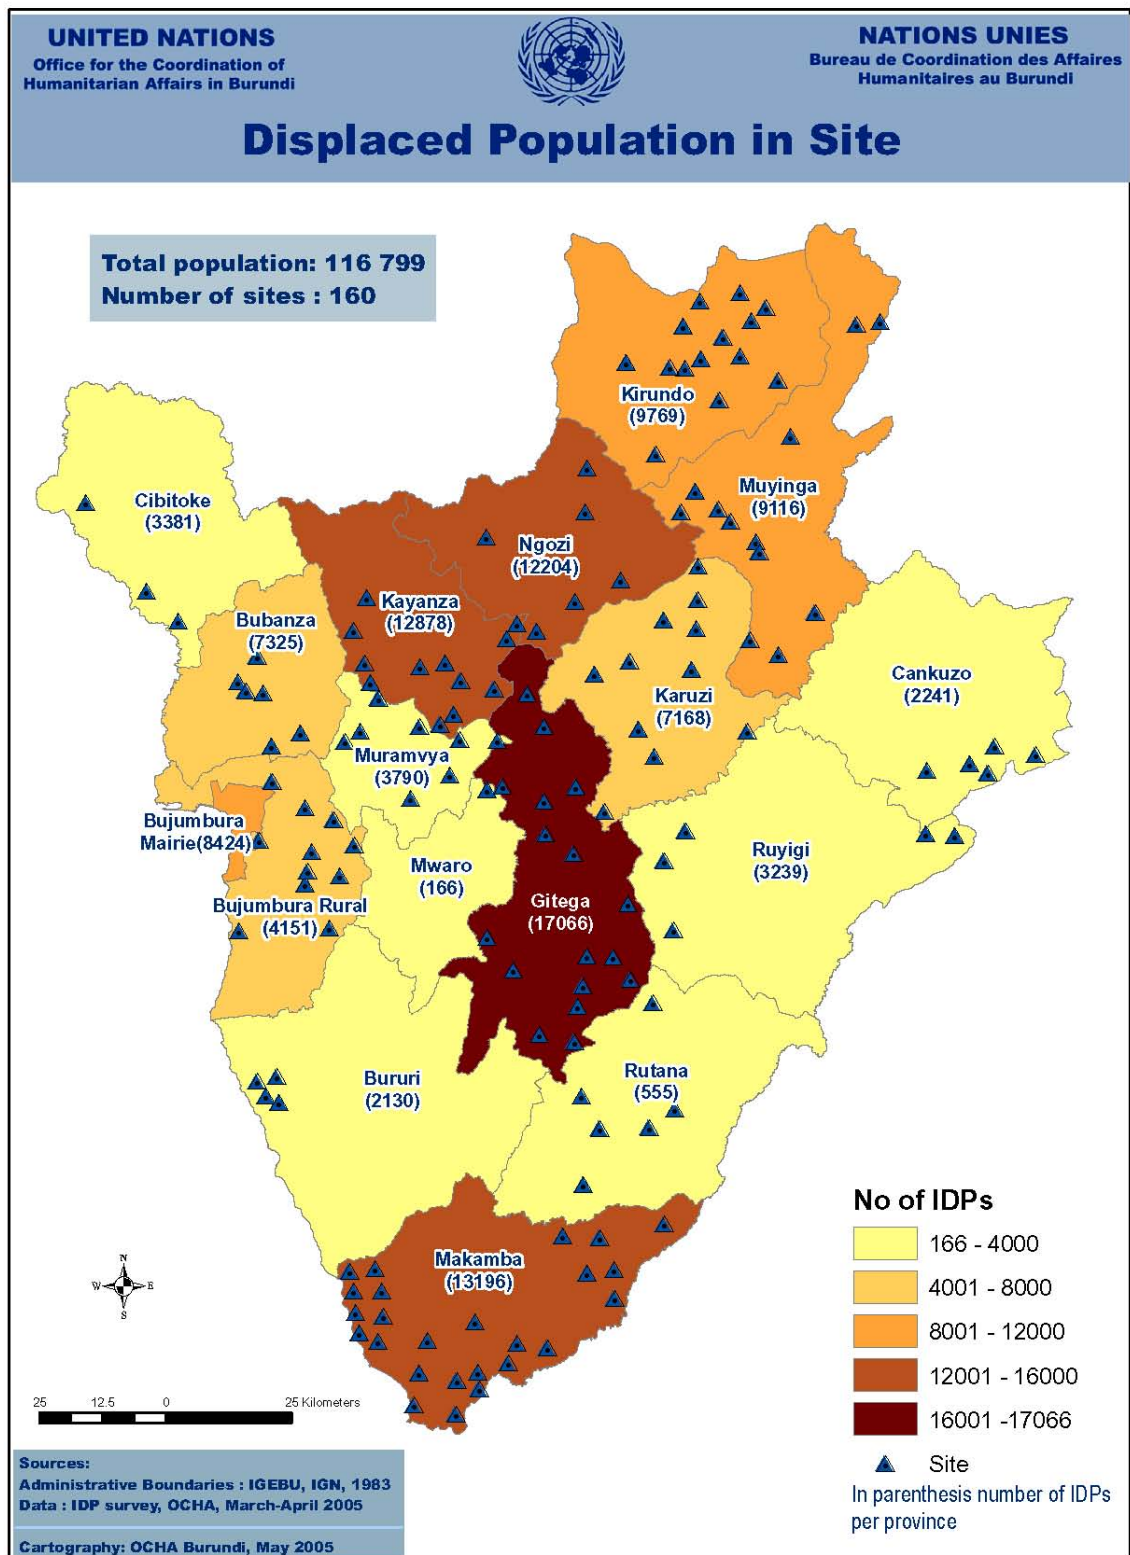 UNITED NATIONS
Office for the Coordination of
Humanitarian Affairs in Burundi
NATIONS UNIES
Bureau de Coordination des Affaires
Humanitaires au Burundi
Displaced Population in Site
Total population: 116 799
Number of sites : 160
Kirundo
(9769)
Muyinga
(9116)
Cibitoke
(3381)
Ngozi
(12204)
Kayanza
(12878)
Bubanza
(7325)
Cankuzo
(2241)
Karuzi
(7168)
Muramvya
(3790)
Bujumbura
Mairie(8424)
Mwaro
(166)
Ruyigi
(3239)
Gitega
(17066)
Bujumbura Rural
(4151)
Bururi
(2130)
Rutana
(555)
Makamba
(13196)
No of IDPs
166 - 4000
4001 - 8000
8001 - 12000
12001 - 16000
16001 -17066
Site
In parenthesis number of IDPs
per province
N
W E
S
25 12.5 0 25 Kilometers
Sources:
Administrative Boundaries : IGEBU, IGN, 1983
Data : IDP survey, OCHA, March-April 2005
Cartography: OCHA Burundi, May 2005